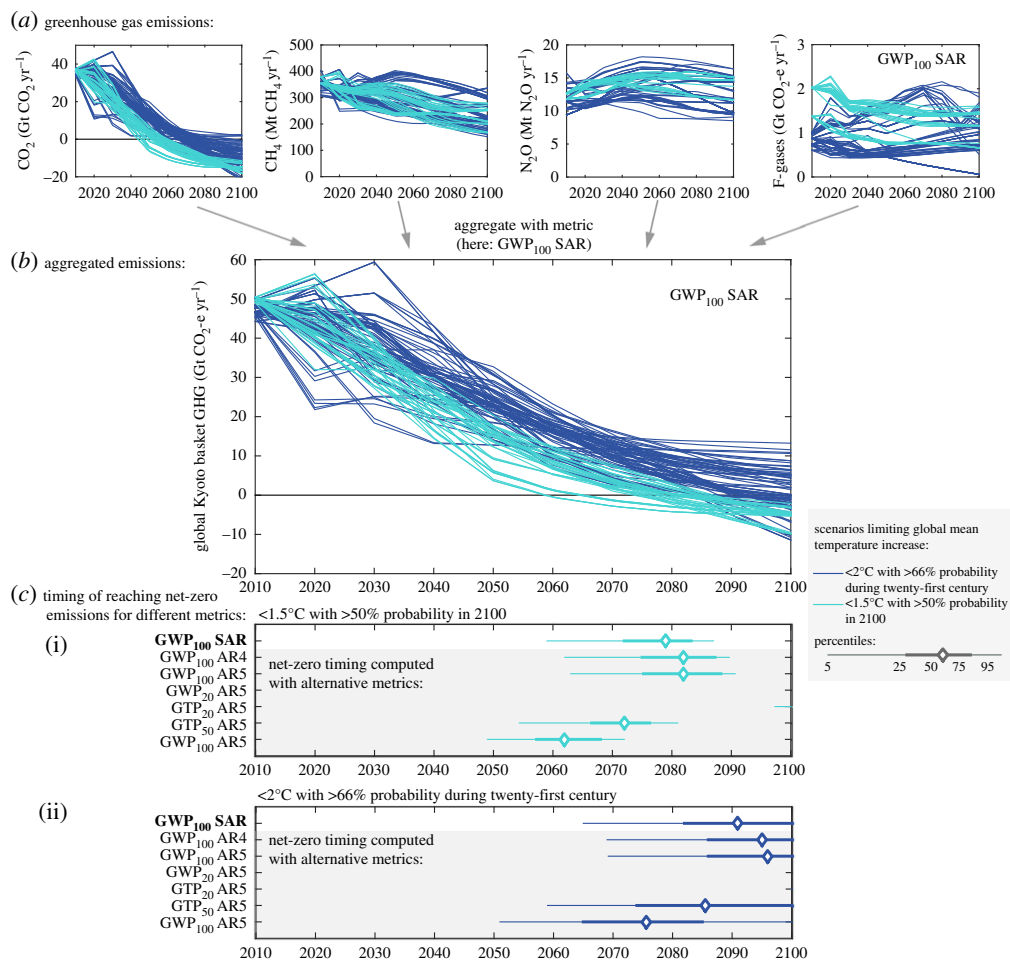 (a) greenhouse gas emissions:
CO₂ (Gt CO₂ yr⁻¹)
40
20
0
–20
2020 2040 2060 2080 2100
CH₄ (Mt CH₄ yr⁻¹)
500
400
300
200
100
0
2020 2040 2060 2080 2100
N₂O (Mt N₂O yr⁻¹)
20
15
10
5
0
2020 2040 2060 2080 2100
F-gases (Gt CO₂-e yr⁻¹)
GWP₁₀₀ SAR
3
2
1
0
2020 2040 2060 2080 2100
aggregate with metric
(here: GWP₁₀₀ SAR)
(b) aggregated emissions:
global Kyoto basket GHG (Gt CO₂-e yr⁻¹)
GWP₁₀₀ SAR
60
50
40
30
20
10
0
–10
–20
2010 2020 2030 2040 2050 2060 2070 2080 2090 2100
scenarios limiting global mean
temperature increase:
<2°C with >66% probability
during twenty-first century
<1.5°C with >50% probability
in 2100
percentiles:
5 25 50 75 95
(c) timing of reaching net-zero
emissions for different metrics:
<1.5°C with >50% probability in 2100
(i)
GWP₁₀₀ SAR
GWP₁₀₀ AR4
GWP₁₀₀ AR5
GWP₂₀ AR5
GTP₂₀ AR5
GTP₅₀ AR5
GWP₁₀₀ AR5
net-zero timing computed
with alternative metrics:
2010 2020 2030 2040 2050 2060 2070 2080 2090 2100
<2°C with >66% probability during twenty-first century
(ii)
GWP₁₀₀ SAR
GWP₁₀₀ AR4
GWP₁₀₀ AR5
GWP₂₀ AR5
GTP₂₀ AR5
GTP₅₀ AR5
GWP₁₀₀ AR5
net-zero timing computed
with alternative metrics:
2010 2020 2030 2040 2050 2060 2070 2080 2090 2100